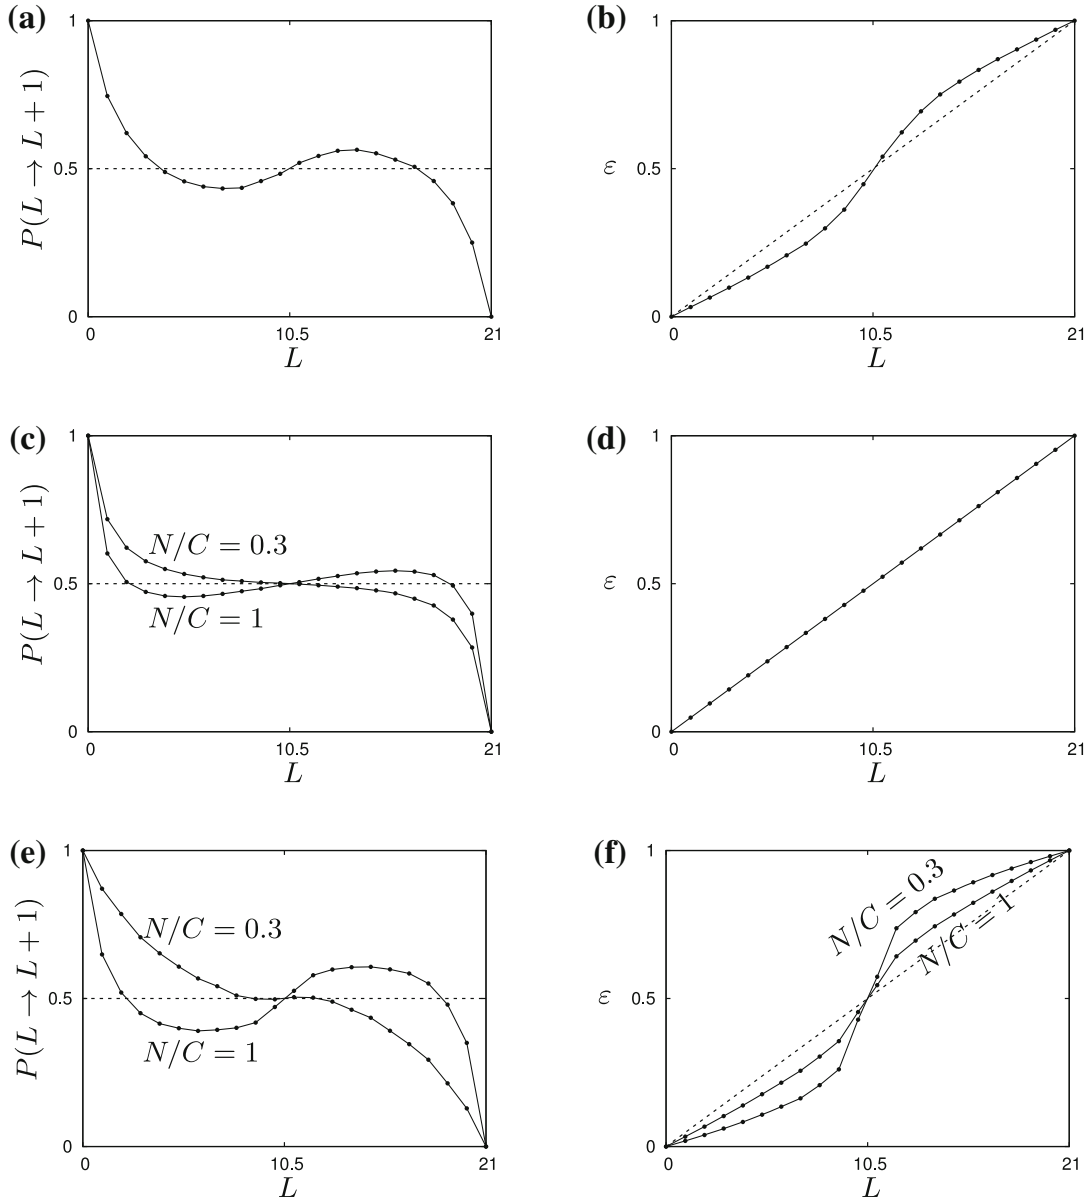 (a)
1
0.5
0
P(L → L + 1)
0
10.5
21
L
(b)
1
0.5
0
ε
0
10.5
21
L
(c)
1
0.5
0
P(L → L + 1)
N/C = 0.3
N/C = 1
0
10.5
21
L
(d)
1
0.5
0
ε
0
10.5
21
L
(e)
1
0.5
0
P(L → L + 1)
N/C = 0.3
N/C = 1
0
10.5
21
L
(f)
1
0.5
0
ε
N/C = 0.3
N/C = 1
0
10.5
21
L